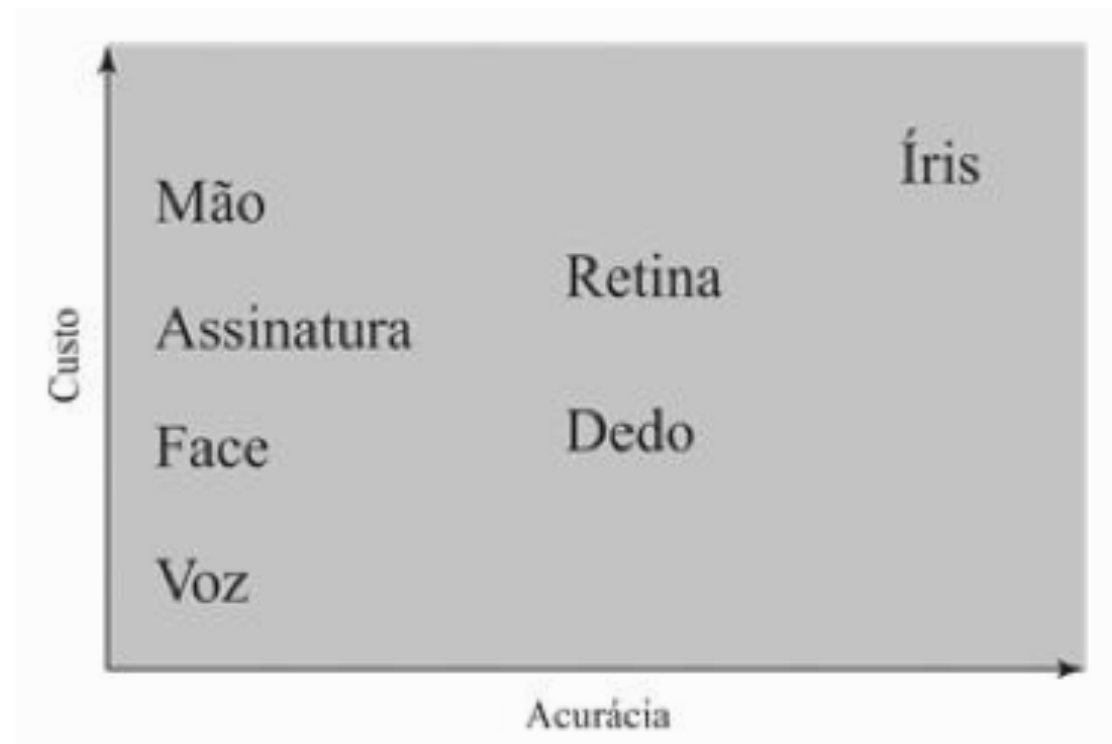 Íris
Mão
Retina
Assinatura
Dedo
Face
Voz
Custo
Acurácia